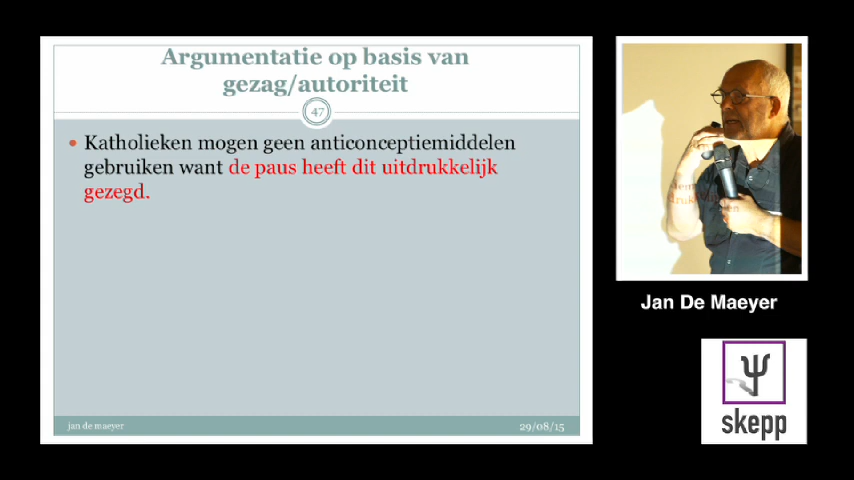 Argumentatie op basis van
gezag/autoriteit
47
• Katholieken mogen geen anticonceptiemiddelen
gebruiken want de paus heeft dit uitdrukkelijk
gezegd.
jan de maeyer
29/08/15
Jan De Maeyer
skepp